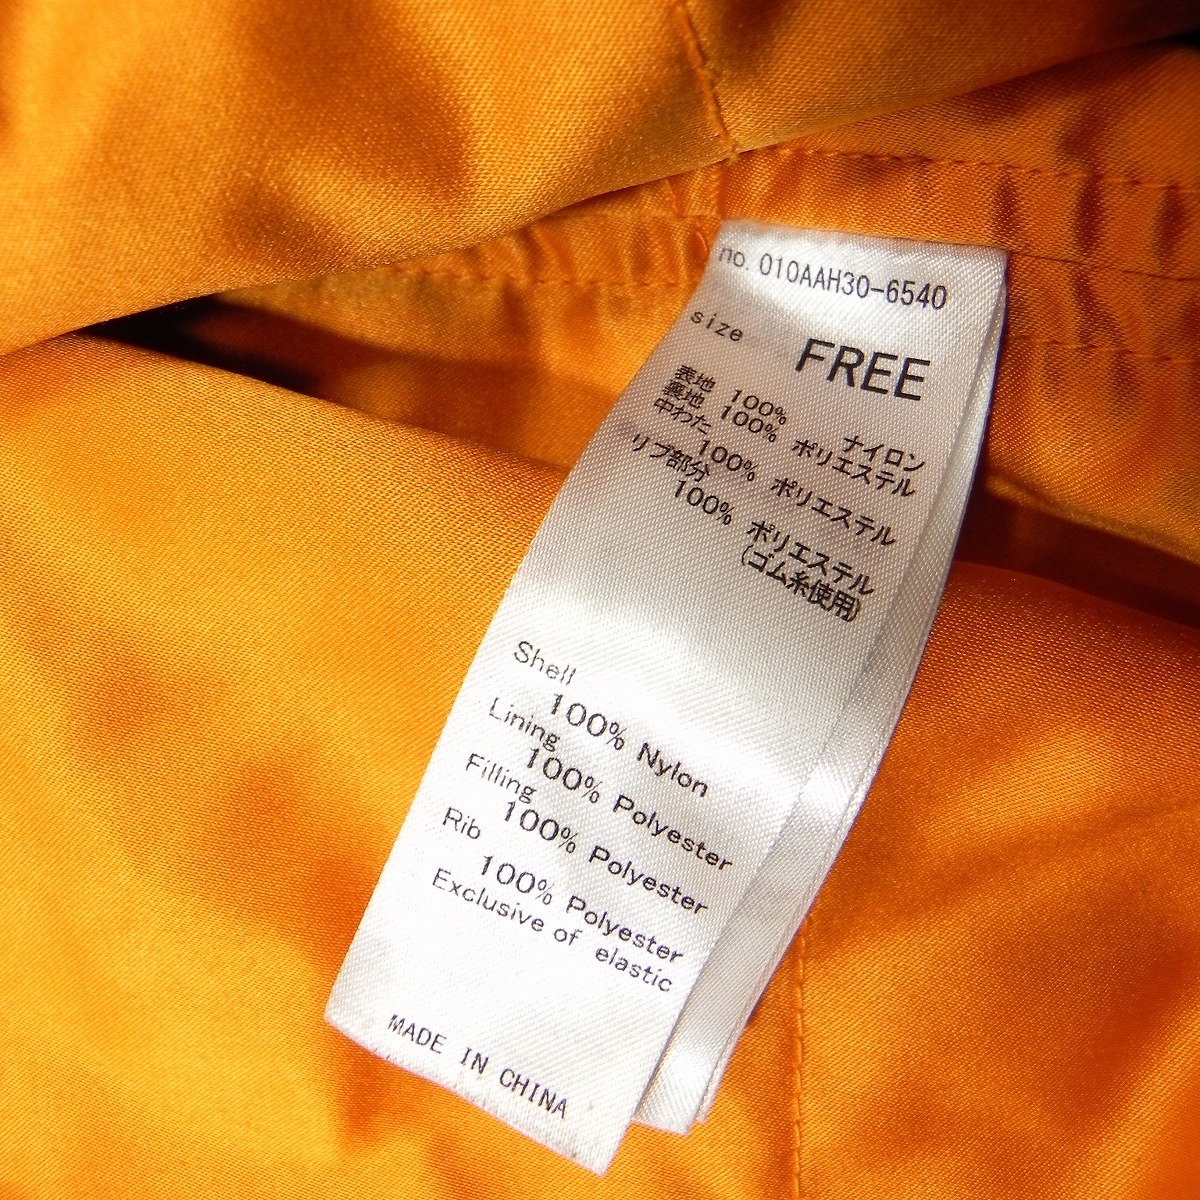 no. 010AAH30-6540
size FREE
表地 100% ナイロン
裏地 100% ポリエステル
中わた 100% ポリエステル
リブ部分
100% ポリエステル
(ゴム糸使用)
Shell
100% Nylon
Lining
100% Polyester
Filling
100% Polyester
Rib
100% Polyester
Exclusive of elastic
MADE IN CHINA